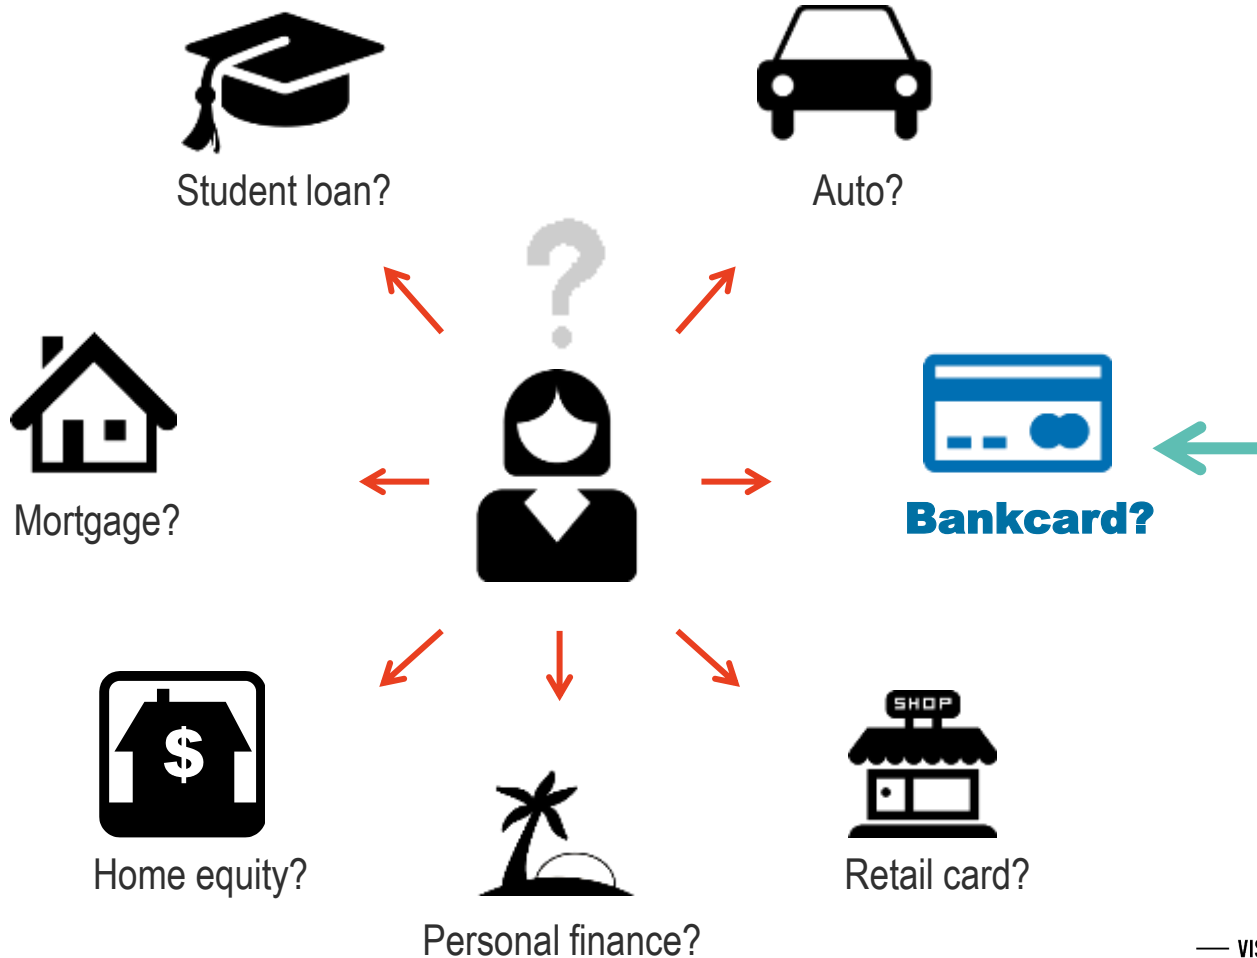 Student loan?
Auto?
Mortgage?
Bankcard?
$
SHOP
Home equity?
Retail card?
Personal finance?